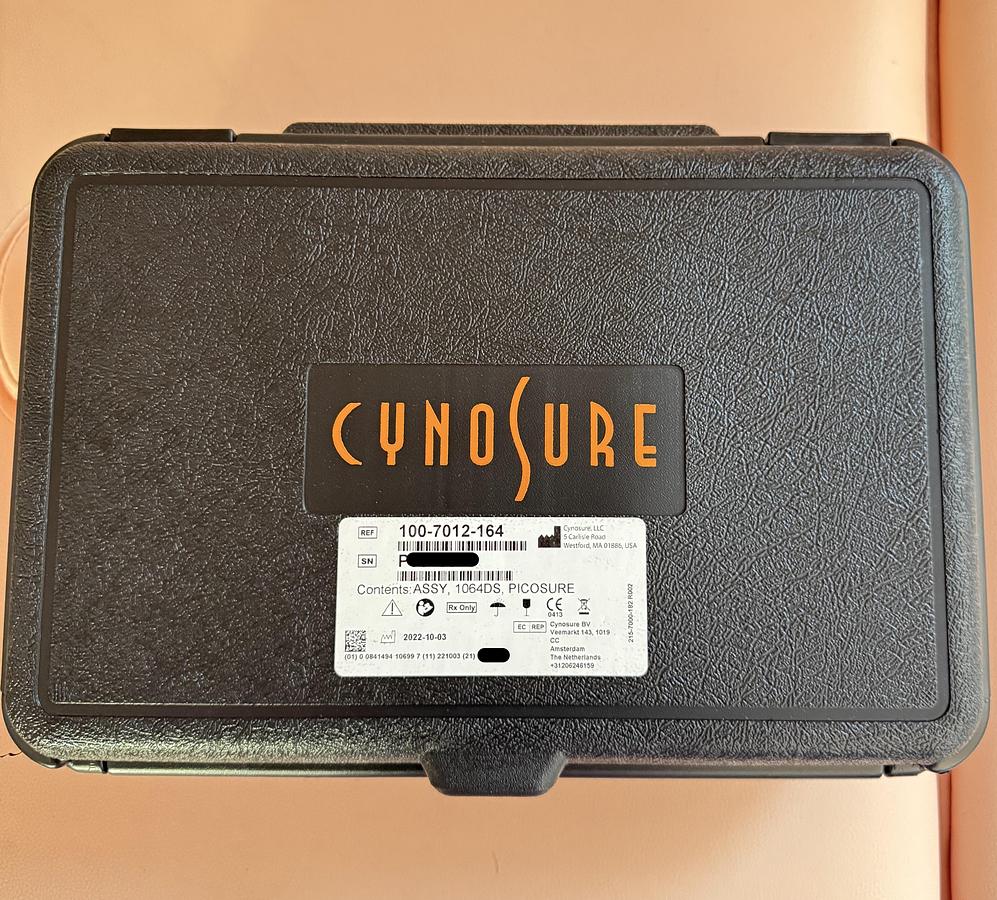 CYNOSURE
REF 100-7012-164
Cynosure, LLC
5 Carlisle Road
Westford, MA 01886, USA
SN P
Contents:ASSY, 1064DS, PICOSURE
Rx Only
CE
0413
EC REP
Cynosure BV
Veemarkt 143, 1019
CC
Amsterdam
The Netherlands
+31206246159
2022-10-03
(01) 0 0841494 10699 7 (11) 221003 (21)
215-7000-182 R002